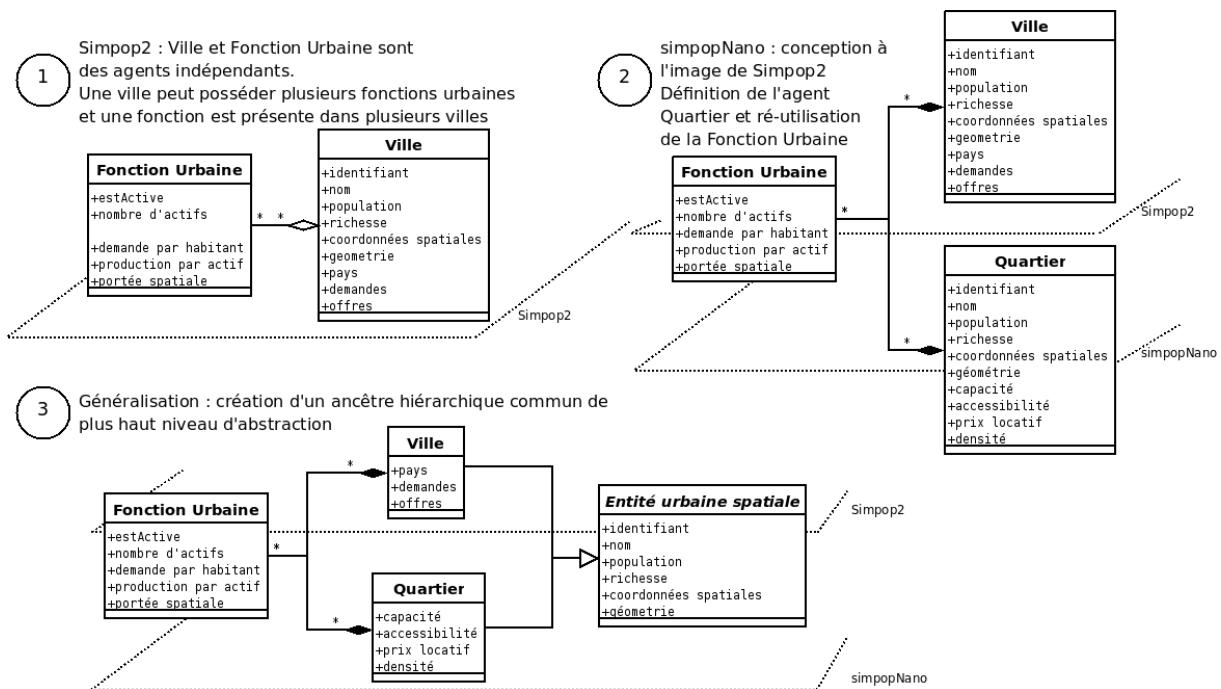 1
Simpop2 : Ville et Fonction Urbaine sont
des agents indépendants.
Une ville peut posséder plusieurs fonctions urbaines
et une fonction est présente dans plusieurs villes
Fonction Urbaine
+estActive
+nombre d'actifs
+demande par habitant
+production par actif
+portée spatiale
* *
Ville
+identifiant
+nom
+population
+richesse
+coordonnées spatiales
+geometrie
+pays
+demandes
+offres
Simpop2
2
simpopNano : conception à
l'image de Simpop2
Définition de l'agent
Quartier et ré-utilisation
de la Fonction Urbaine
Fonction Urbaine
+estActive
+nombre d'actifs
+demande par habitant
+production par actif
+portée spatiale
*
*
Ville
+identifiant
+nom
+population
+richesse
+coordonnées spatiales
+geometrie
+pays
+demandes
+offres
Simpop2
*
Quartier
+identifiant
+nom
+population
+richesse
+coordonnées spatiales
+géométrie
+capacité
+accessibilité
+prix locatif
+densité
simpopNano
3
Généralisation : création d'un ancêtre hiérarchique commun de
plus haut niveau d'abstraction
Fonction Urbaine
+estActive
+nombre d'actifs
+demande par habitant
+production par actif
+portée spatiale
*
*
Ville
+pays
+demandes
+offres
*
Quartier
+capacité
+accessibilité
+prix locatif
+densité
Entité urbaine spatiale
+identifiant
+nom
+population
+richesse
+coordonnées spatiales
+géometrie
Simpop2
simpopNano